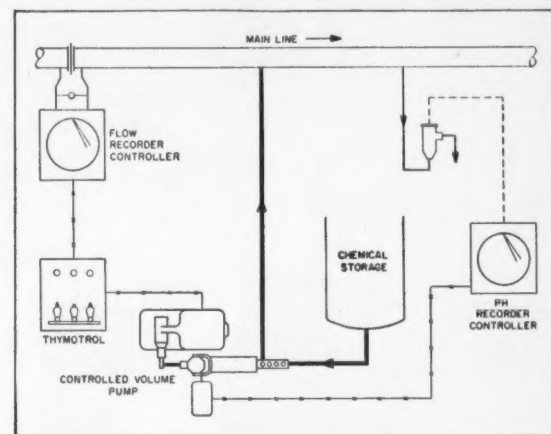 MAIN LINE
FLOW
RECORDER
CONTROLLER
CHEMICAL
STORAGE
PH
RECORDER
CONTROLLER
THYMOTROL
CONTROLLED VOLUME
PUMP